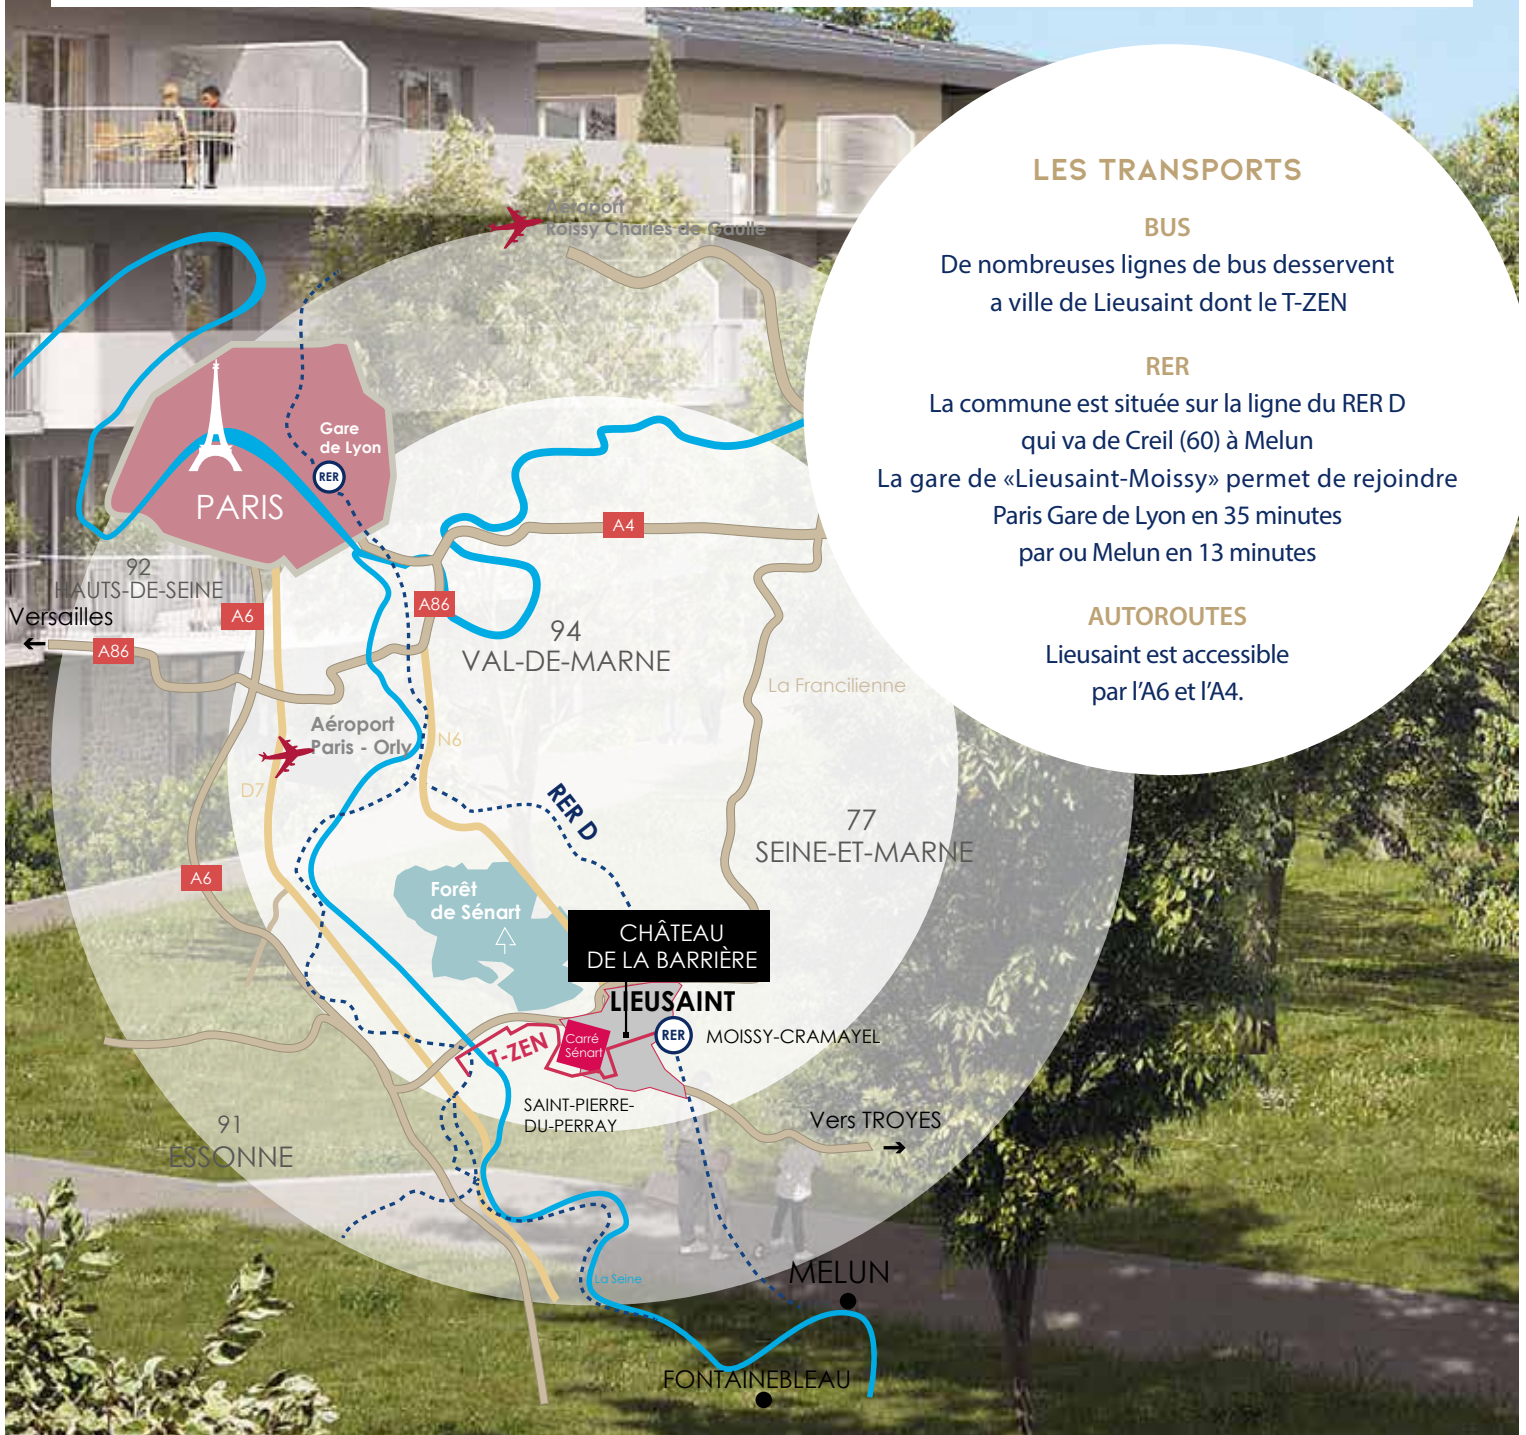 LES TRANSPORTS
BUS
De nombreuses lignes de bus desservent
a ville de Lieusaint dont le T-ZEN
RER
La commune est située sur la ligne du RER D
qui va de Creil (60) à Melun
La gare de «Lieusaint-Moissy» permet de rejoindre
Paris Gare de Lyon en 35 minutes
par ou Melun en 13 minutes
AUTOROUTES
Lieusaint est accessible
par l'A6 et l'A4.
Aéroport
Roissy Charles de Gaulle
Gare
de Lyon
RER
PARIS
A4
92
HAUTS-DE-SEINE
Versailles
A6
A86
A86
94
VAL-DE-MARNE
La Francilienne
Aéroport
Paris - Orly
N6
D7
RER D
77
SEINE-ET-MARNE
A6
Forêt
de Sénart
CHÂTEAU
DE LA BARRIÈRE
LIEUSAINT
RER
MOISSY-CRAMAYEL
T-ZEN
Carré
Sénart
SAINT-PIERRE-
DU-PERRAY
Vers TROYES
91
ESSONNE
La Seine
MELUN
FONTAINEBLEAU